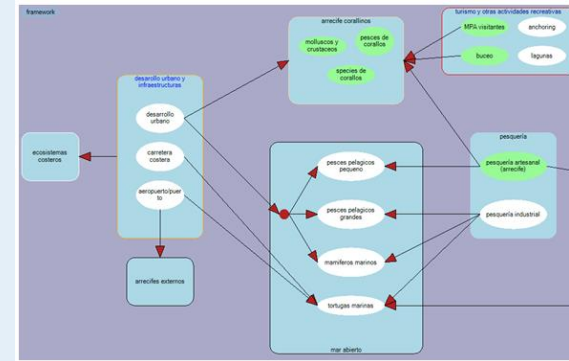 framework
arrecife corallinos
molluscos y
crustaceos
pesces de
corallos
species de
corallos
turismo y otras actividades recreativas
MPA visitantes
anchoring
buceo
lagunas
desarrollo urbano y
infraestructuras
desarrollo
urbano
carretera
costera
aeropuerto/puer
to
ecosistemas
costeros
arrecifes externos
pesces pelagicos
pequeno
pesces pelagicos
grandes
mamiferos marinos
tortugas marinas
mar abierto
pesquería
pesquería artesanal
(arrecife)
pesquería industrial